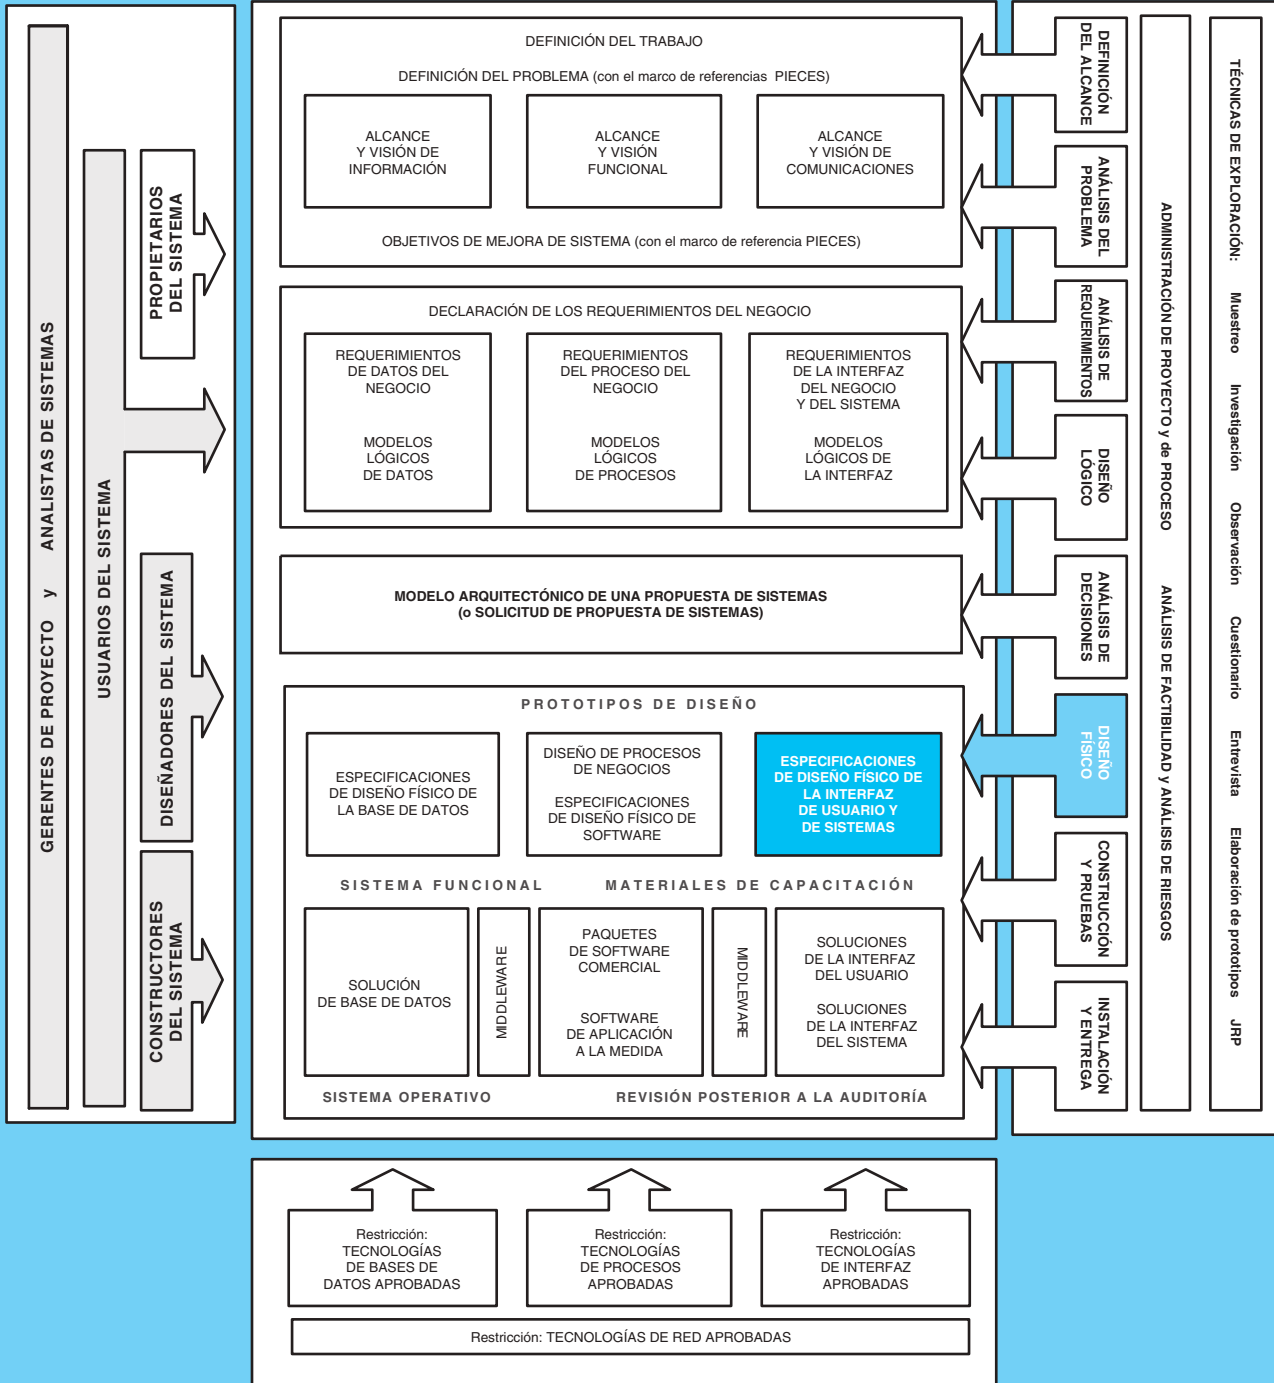 GERENTES DE PROYECTO y ANALISTAS DE SISTEMAS
USUARIOS DEL SISTEMA
PROPIETARIOS
DEL SISTEMA
DISEÑADORES DEL SISTEMA
CONSTRUCTORES
DEL SISTEMA
DEFINICIÓN DEL TRABAJO
DEFINICIÓN DEL PROBLEMA (con el marco de referencias PIECES)
ALCANCE
Y VISIÓN DE
INFORMACIÓN
ALCANCE
Y VISIÓN
FUNCIONAL
ALCANCE
Y VISIÓN DE
COMUNICACIONES
OBJETIVOS DE MEJORA DE SISTEMA (con el marco de referencia PIECES)
DECLARACIÓN DE LOS REQUERIMIENTOS DEL NEGOCIO
REQUERIMIENTOS
DE DATOS DEL
NEGOCIO
MODELOS
LÓGICOS
DE DATOS
REQUERIMIENTOS
DEL PROCESO DEL
NEGOCIO
MODELOS
LÓGICOS
DE PROCESOS
REQUERIMIENTOS
DE LA INTERFAZ
DEL NEGOCIO
Y DEL SISTEMA
MODELOS
LÓGICOS DE
LA INTERFAZ
MODELO ARQUITECTÓNICO DE UNA PROPUESTA DE SISTEMAS
(o SOLICITUD DE PROPUESTA DE SISTEMAS)
PROTOTIPOS DE DISEÑO
ESPECIFICACIONES
DE DISEÑO FÍSICO DE
LA BASE DE DATOS
DISEÑO DE PROCESOS
DE NEGOCIOS
ESPECIFICACIONES
DE DISEÑO FÍSICO DE
SOFTWARE
ESPECIFICACIONES
DE DISEÑO FÍSICO DE
LA INTERFAZ
DE USUARIO Y
DE SISTEMAS
SISTEMA FUNCIONAL
MATERIALES DE CAPACITACIÓN
SOLUCIÓN
DE BASE DE DATOS
MIDDLEWARE
PAQUETES
DE SOFTWARE
COMERCIAL
SOFTWARE
DE APLICACIÓN
A LA MEDIDA
MIDDLEWARE
SOLUCIONES
DE LA INTERFAZ
DEL USUARIO
SOLUCIONES
DE LA INTERFAZ
DEL SISTEMA
SISTEMA OPERATIVO
REVISIÓN POSTERIOR A LA AUDITORÍA
DEFINICIÓN
DEL ALCANCE
ANÁLISIS DEL
PROBLEMA
ANÁLISIS DE
REQUERIMIENTOS
DISEÑO
LÓGICO
ANÁLISIS DE
DECISIONES
DISEÑO
FÍSICO
CONSTRUCCIÓN
Y PRUEBAS
INSTALACIÓN
Y ENTREGA
ADMINISTRACIÓN DE PROYECTO y de PROCESO ANÁLISIS DE FACTIBILIDAD y ANÁLISIS DE RIESGOS
TÉCNICAS DE EXPLORACIÓN: Muestreo Investigación Observación Cuestionario Entrevista Elaboración de prototipos JRP
Restricción:
TECNOLOGÍAS
DE BASES DE
DATOS APROBADAS
Restricción:
TECNOLOGÍAS
DE PROCESOS
APROBADAS
Restricción:
TECNOLOGÍAS
DE INTERFAZ
APROBADAS
Restricción: TECNOLOGÍAS DE RED APROBADAS